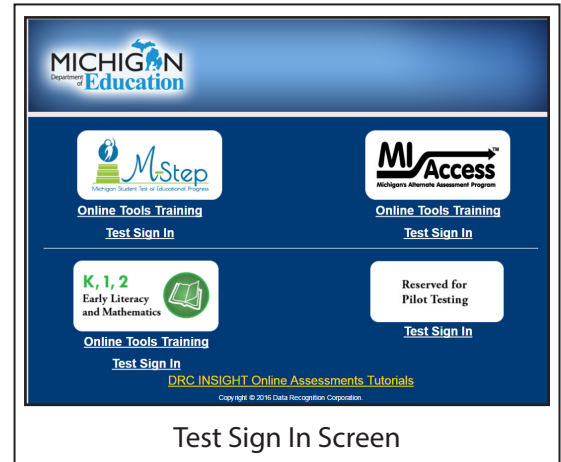 MICHIGAN
Department of Education
M-Step
Michigan Student Test of Educational Progress
Online Tools Training
Test Sign In
MI Access™
Michigan's Alternate Assessment Program
Online Tools Training
Test Sign In
K, 1, 2
Early Literacy
and Mathematics
Online Tools Training
Test Sign In
Reserved for
Pilot Testing
Test Sign In
DRC INSIGHT Online Assessments Tutorials
Copyright © 2016 Data Recognition Corporation.
Test Sign In Screen